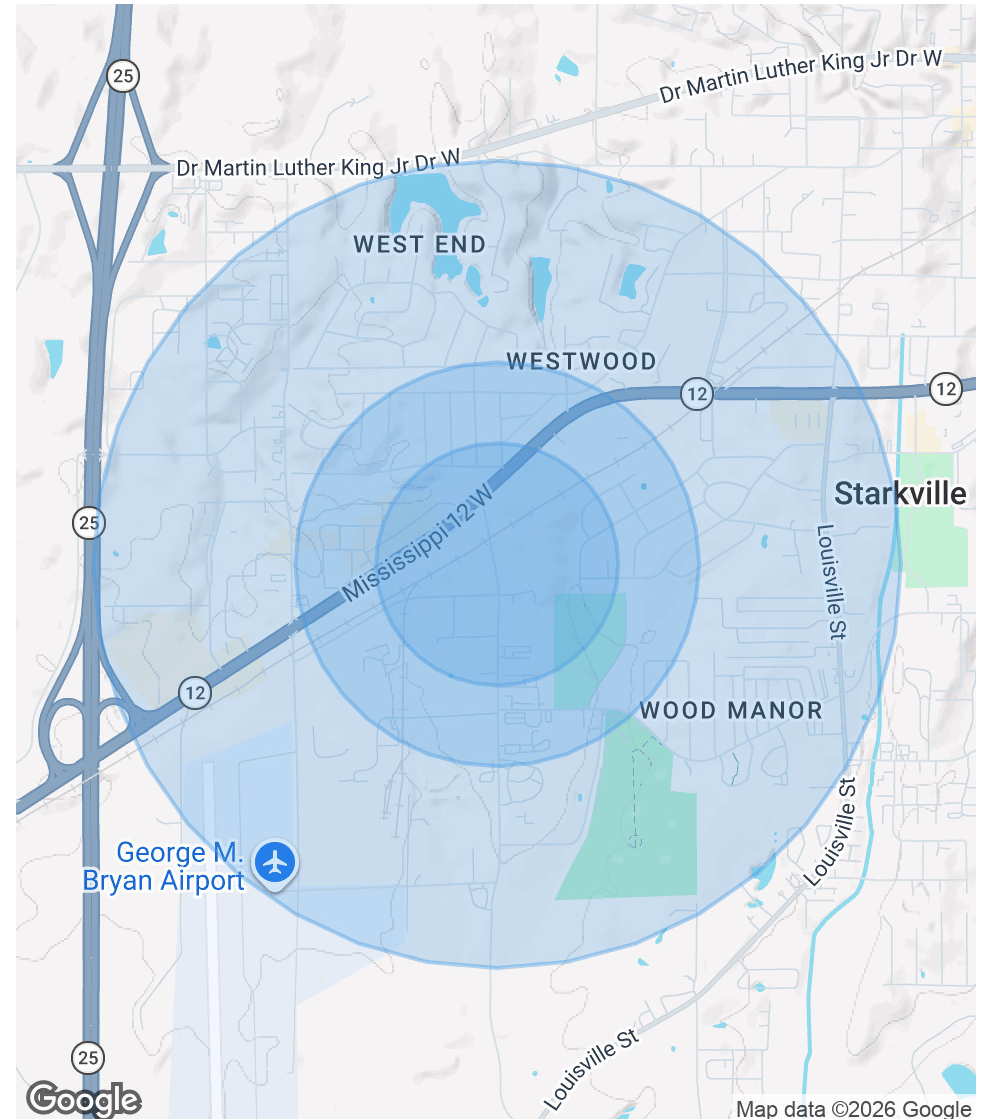 25
Dr Martin Luther King Jr Dr W
Dr Martin Luther King Jr Dr W
WEST END
WESTWOOD
12
12
Starkville
Mississippi 12 W
25
Louisville St
12
WOOD MANOR
Louisville St
George M.
Bryan Airport
Louisville St
25
Google
Map data ©2026 Google